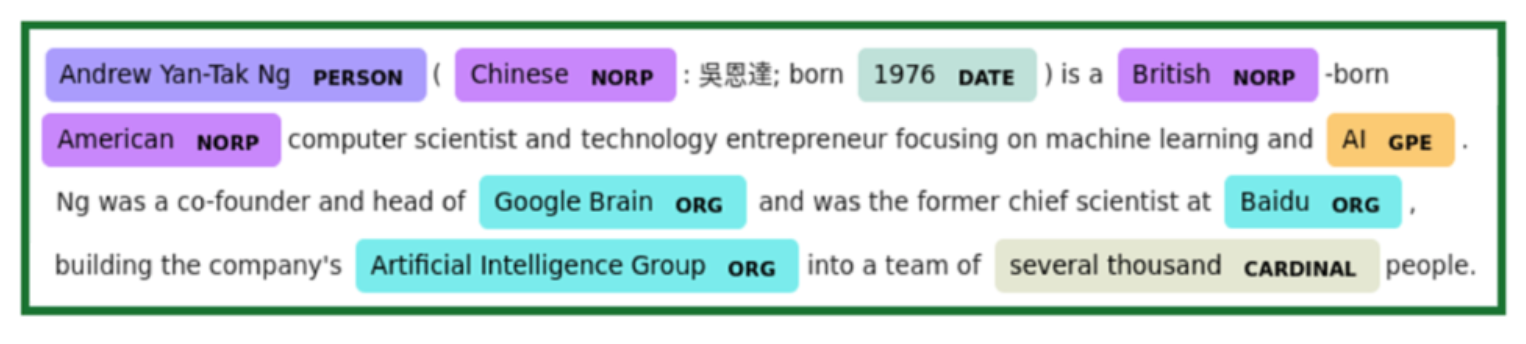 Andrew Yan-Tak Ng PERSON ( Chinese NORP : 吳恩達; born 1976 DATE ) is a British NORP -born
American NORP computer scientist and technology entrepreneur focusing on machine learning and AI GPE .
Ng was a co-founder and head of Google Brain ORG and was the former chief scientist at Baidu ORG ,
building the company's Artificial Intelligence Group ORG into a team of several thousand CARDINAL people.